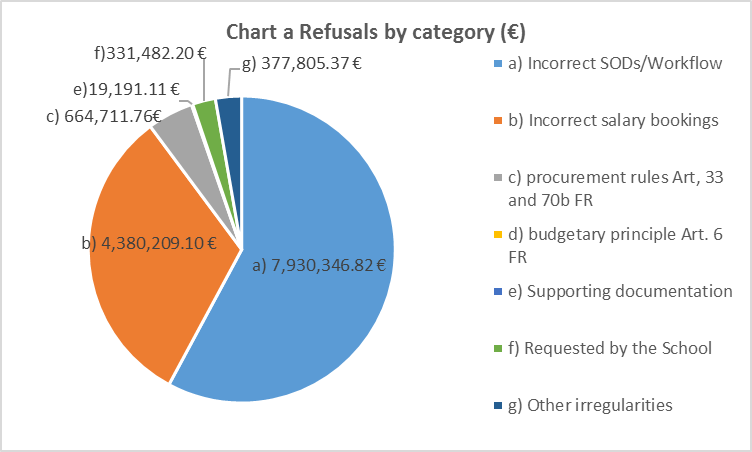 Chart a Refusals by category (€)
f)331,482.20 €
g) 377,805.37 €
e)19,191.11 €
c) 664,711.76€
b) 4,380,209.10 €
a) 7,930,346.82 €
a) Incorrect SODs/Workflow
b) Incorrect salary bookings
c) procurement rules Art, 33
and 70b FR
d) budgetary principle Art. 6
FR
e) Supporting documentation
f) Requested by the School
g) Other irregularities